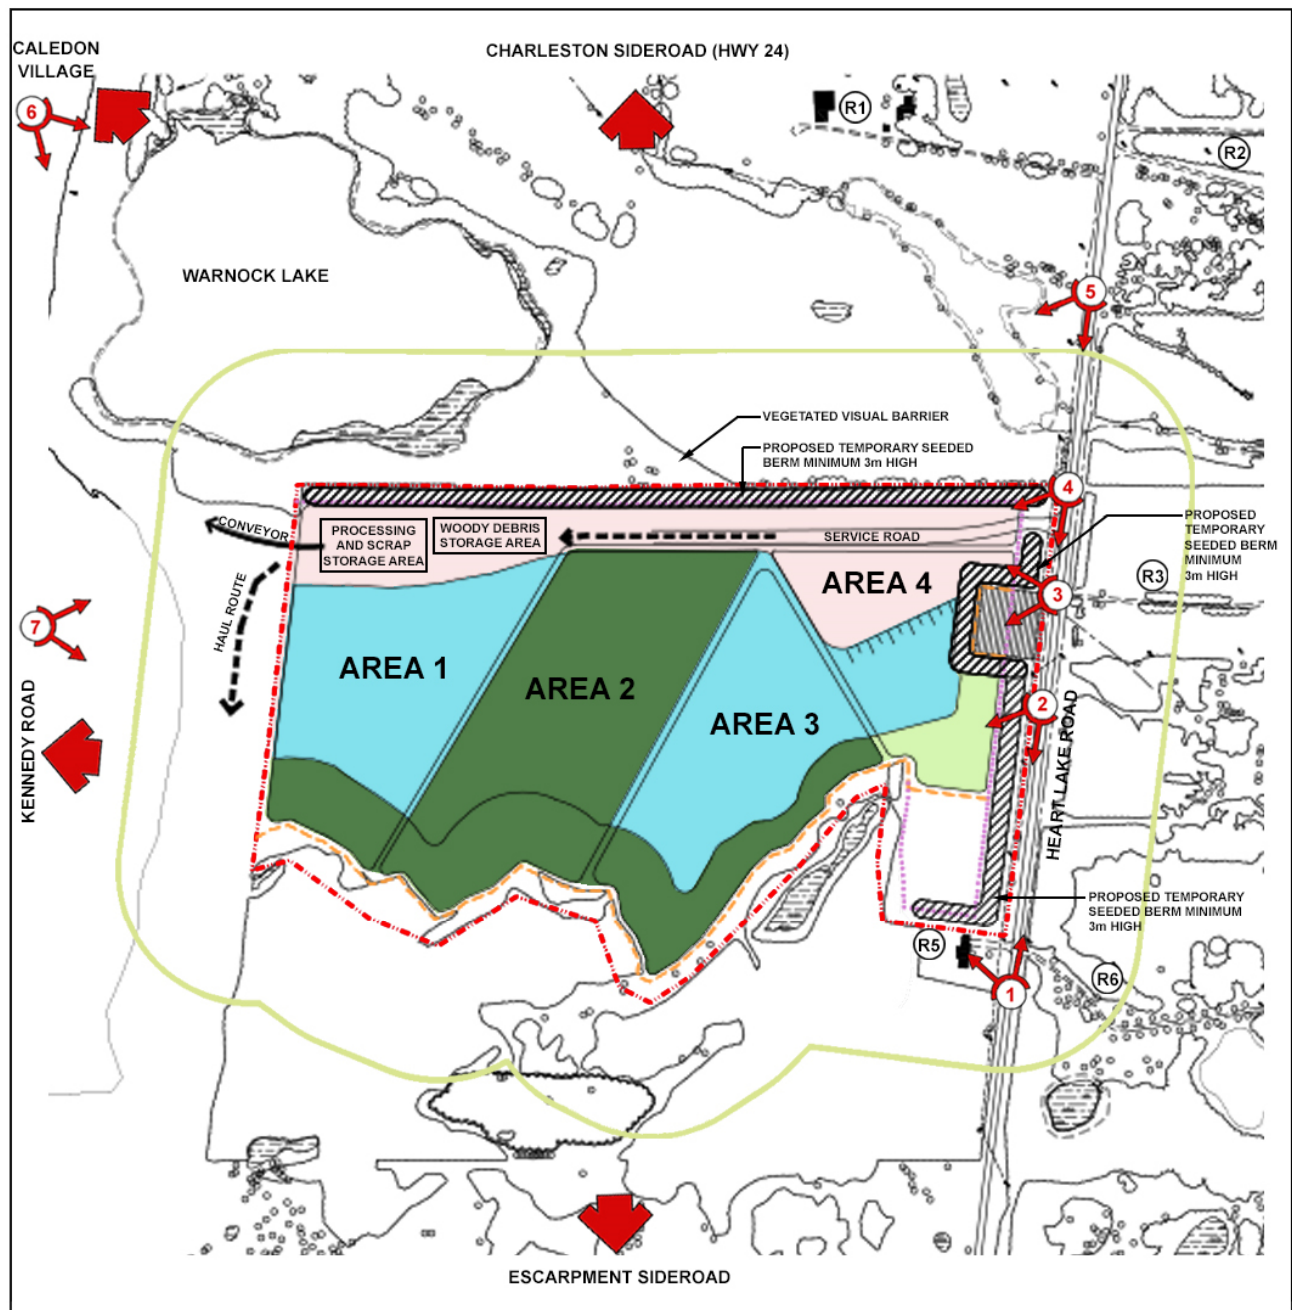 CALEDON
VILLAGE
CHARLESTON SIDEROAD (HWY 24)
6
R1
R2
WARNOCK LAKE
5
VEGETATED VISUAL BARRIER
PROPOSED TEMPORARY SEEDED
BERM MINIMUM 3m HIGH
4
CONVEYOR
PROCESSING
AND SCRAP
STORAGE AREA
WOODY DEBRIS
STORAGE AREA
SERVICE ROAD
PROPOSED
TEMPORARY
SEEDED BERM
MINIMUM
3m HIGH
HAUL ROUTE
AREA 4
R3
3
7
AREA 1
AREA 2
AREA 3
2
KENNEDY ROAD
HEART LAKE ROAD
PROPOSED TEMPORARY
SEEDED BERM MINIMUM
3m HIGH
R5
R6
1
ESCARPMENT SIDEROAD